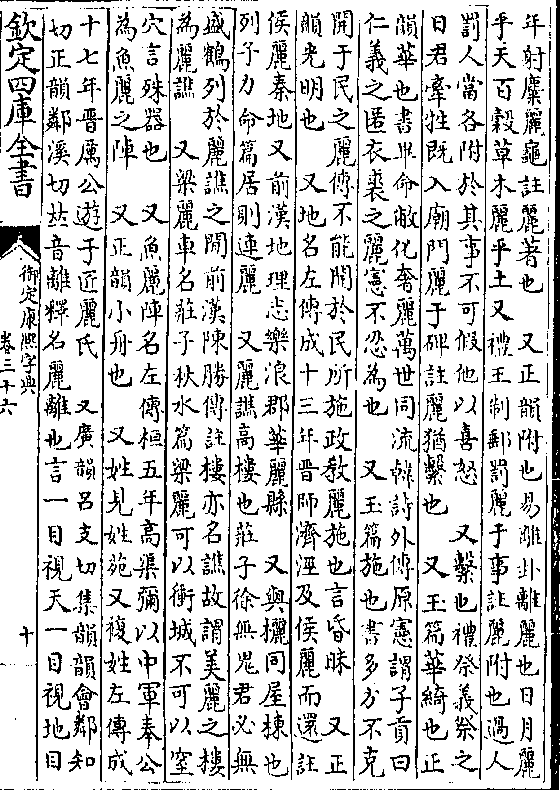 年射麋麗龜註麗著也　又正韻附也易離卦離麗也日月麗
乎天百榖草木麗乎土又禮王制郵罰麗于事註麗附也過人
罰人當各附於其事不可假他以喜怒　又繫也禮祭義祭之
日君牽牲旣入廟門麗于碑註麗猶繫也　又玉篇華綺也正
韻華也書畢命敝化奢麗萬世同流韓詩外傳原憲謂子貢曰
仁義之匿衣裘之麗憲不忍為也　又玉篇施也書多方不克
開于民之麗傳不能開於民所施政教麗施也言昏昧　又正
韻光明也　又地名左傳成十三年晉師濟涇及侯麗而還註
侯麗秦地又前漢地理志樂浪郡華麗縣　又與欐同屋棟也
列子力命篇居則連麗　又麗譙高樓也莊子徐無鬼君必無
盛鶴列於麗譙之閒前漢陳勝傳註樓亦名譙故謂美麗之樓
為麗譙　又梁麗車名莊子秋水篇梁麗可以衝城不可以窒
穴言殊器也　又魚麗陣名左傳桓五年高渠彌以中軍奉公
為魚麗之陣　又正韻小舟也　又姓見姓苑又複姓左傳成
十七年晉厲公遊于匠麗氏　又廣韻呂支切集韻韻會鄰知
切正韻鄰溪切𠀤音離釋名麗離也言一目視天一目視地目
欽定四庫全書
御定康熙字典
卷三十六
十